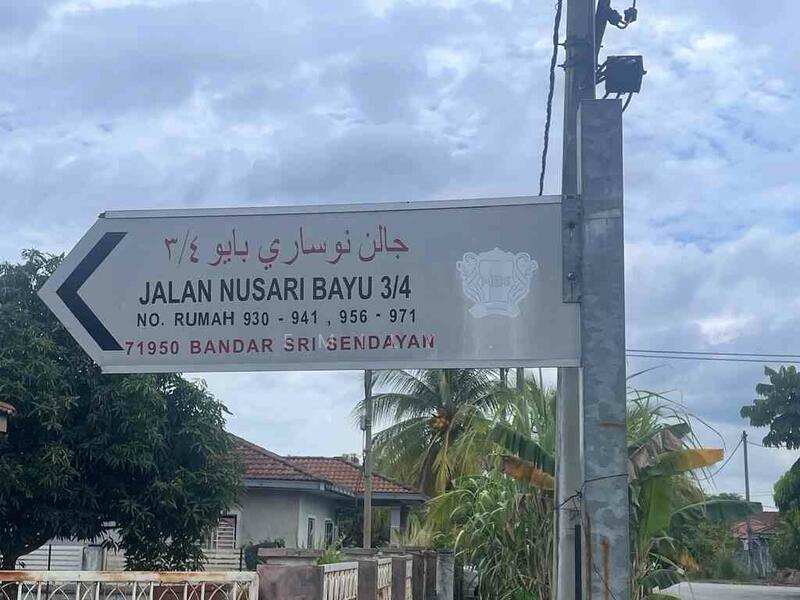 جالن نوساري بايو ٣/٤
JALAN NUSARI BAYU 3/4
NO. RUMAH 930 - 941 , 956 - 971
71950 BANDAR SRI SENDAYAN